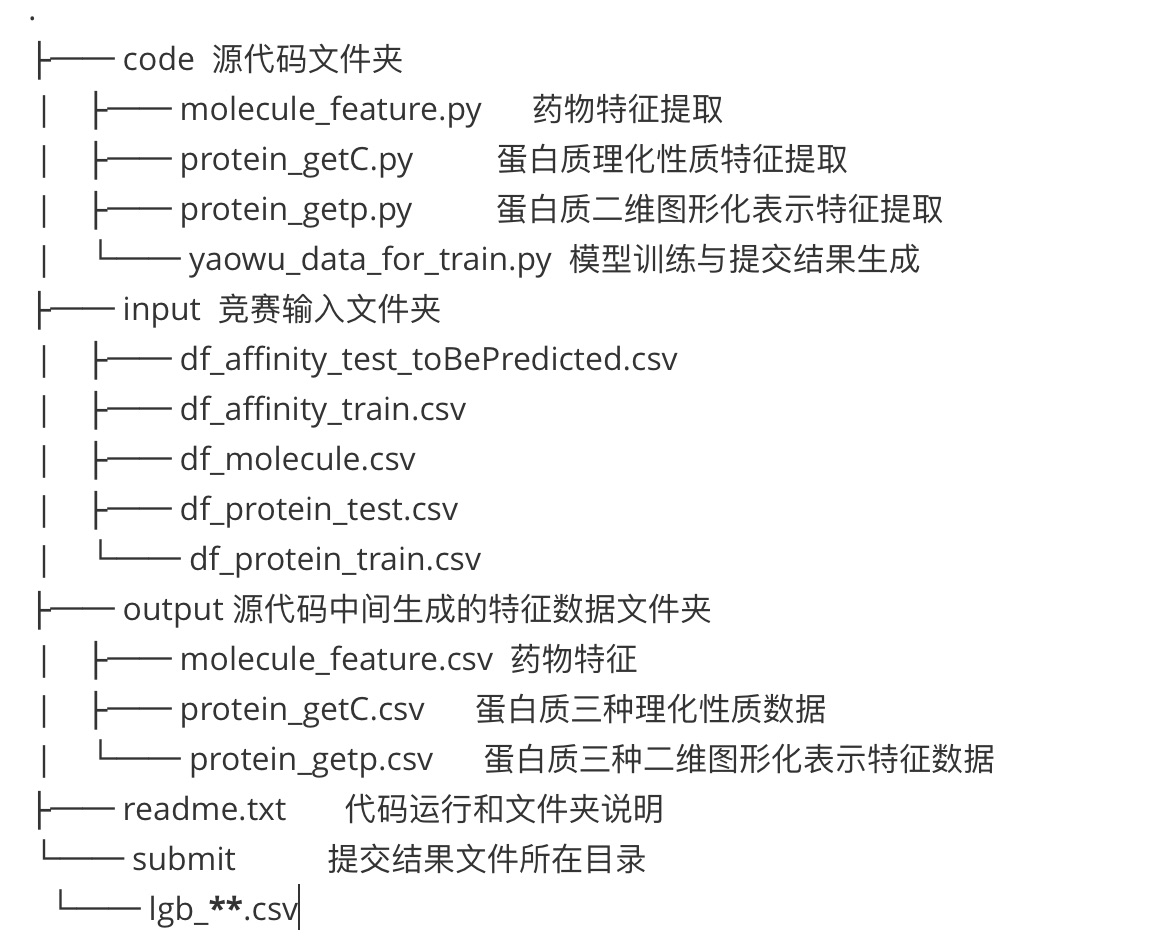 .
├── code 源代码文件夹
│ ├── molecule_feature.py 药物特征提取
│ ├── protein_getC.py 蛋白质理化性质特征提取
│ ├── protein_getp.py 蛋白质二维图形化表示特征提取
│ └── yaowu_data_for_train.py 模型训练与提交结果生成
├── input 竞赛输入文件夹
│ ├── df_affinity_test_toBePredicted.csv
│ ├── df_affinity_train.csv
│ ├── df_molecule.csv
│ ├── df_protein_test.csv
│ └── df_protein_train.csv
├── output 源代码中间生成的特征数据文件夹
│ ├── molecule_feature.csv 药物特征
│ ├── protein_getC.csv 蛋白质三种理化性质数据
│ └── protein_getp.csv 蛋白质三种二维图形化表示特征数据
├── readme.txt 代码运行和文件夹说明
└── submit 提交结果文件所在目录
└── lgb_**.csv